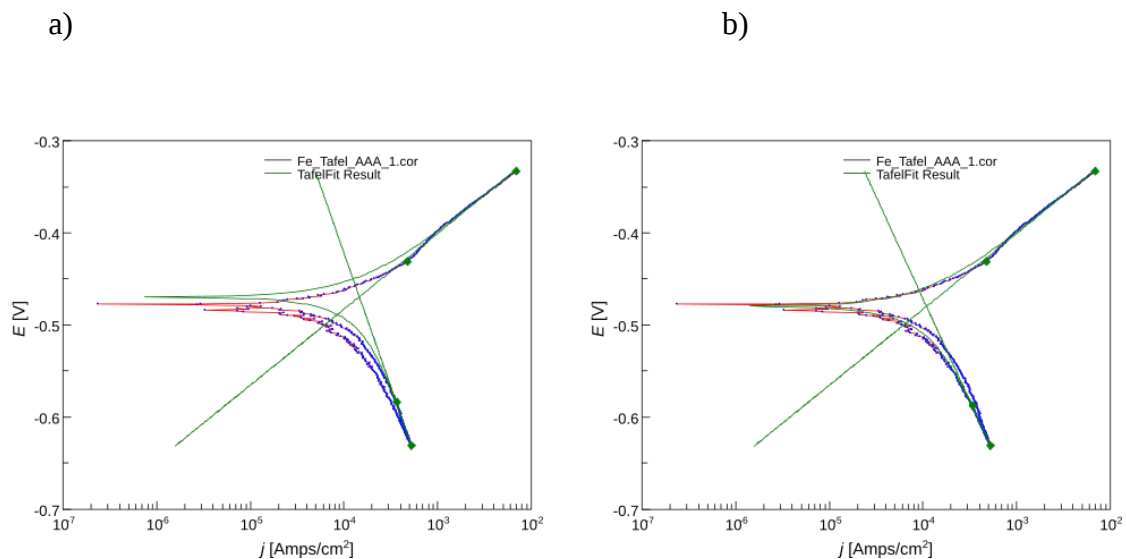 a)
b)
-0.3
-0.4
-0.5
-0.6
-0.7
E [V]
Fe_Tafel_AAA_1.cor
TafelFit Result
10⁷
10⁶
10⁵
10⁴
10³
10²
j [Amps/cm²]
-0.3
-0.4
-0.5
-0.6
-0.7
E [V]
Fe_Tafel_AAA_1.cor
TafelFit Result
10⁷
10⁶
10⁵
10⁴
10³
10²
j [Amps/cm²]